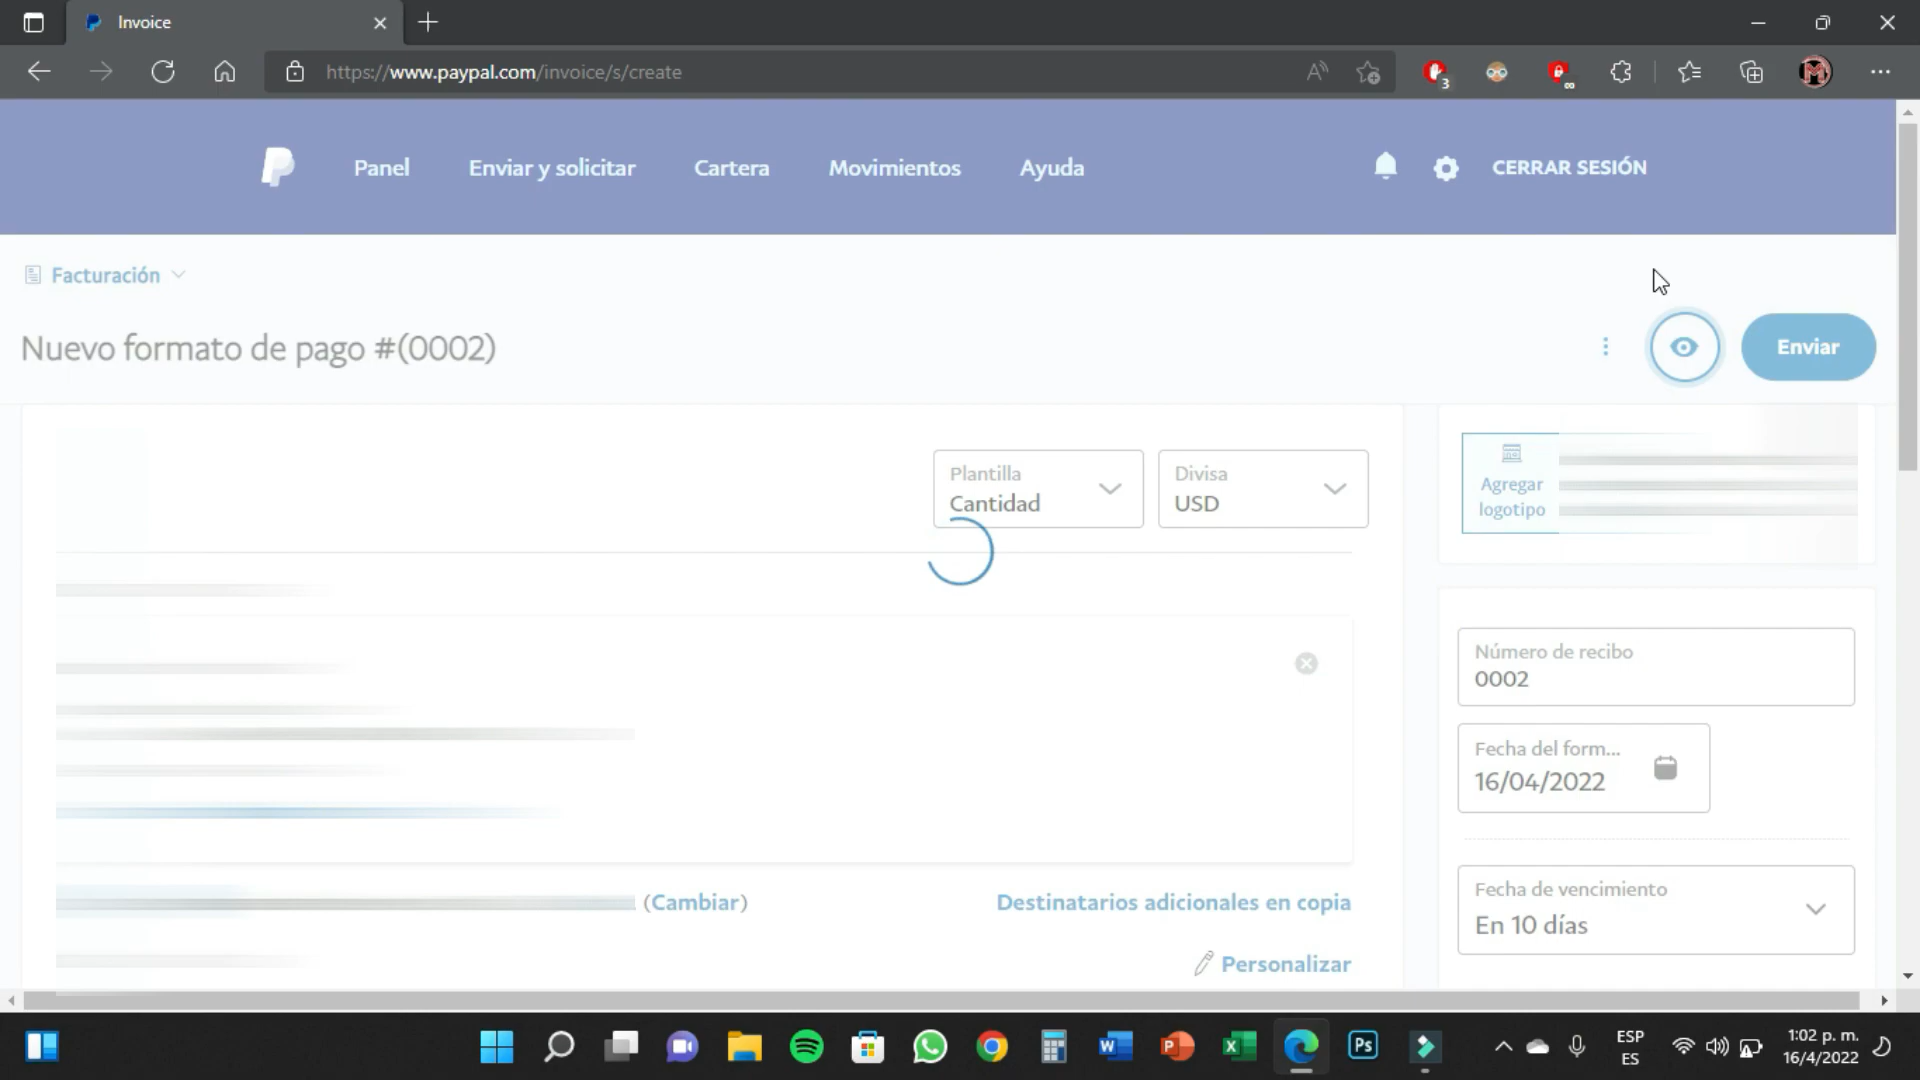 Invoice
https://www.paypal.com/invoice/s/create
3
Panel
Enviar y solicitar
Cartera
Movimientos
Ayuda
CERRAR SESIÓN
Facturación
Nuevo formato de pago #(0002)
Enviar
Plantilla
Cantidad
Divisa
USD
Agregar
logotipo
Número de recibo
0002
Fecha del form...
16/04/2022
Fecha de vencimiento
En 10 días
(Cambiar)
Destinatarios adicionales en copia
Personalizar
ESP
ES
1:02 p. m.
16/4/2022